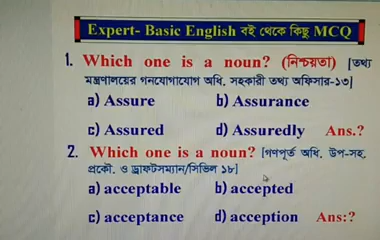 Expert- Basic English বই থেকে কিছু MCQ
1. Which one is a noun? (নিশ্চয়তা) [তথ্য
মন্ত্রণালয়ের গনযোগাযোগ অধি. সহকারী তথ্য অফিসার-১৩]
a) Assure b) Assurance
c) Assured d) Assuredly Ans.?
2. Which one is a noun? [গণপূর্ত অধি. উপ-সহ.
প্রকৌ. ও ড্রাফটসম্যান/সিভিল ১৮]
a) acceptable b) accepted
c) acceptance d) acception Ans:?